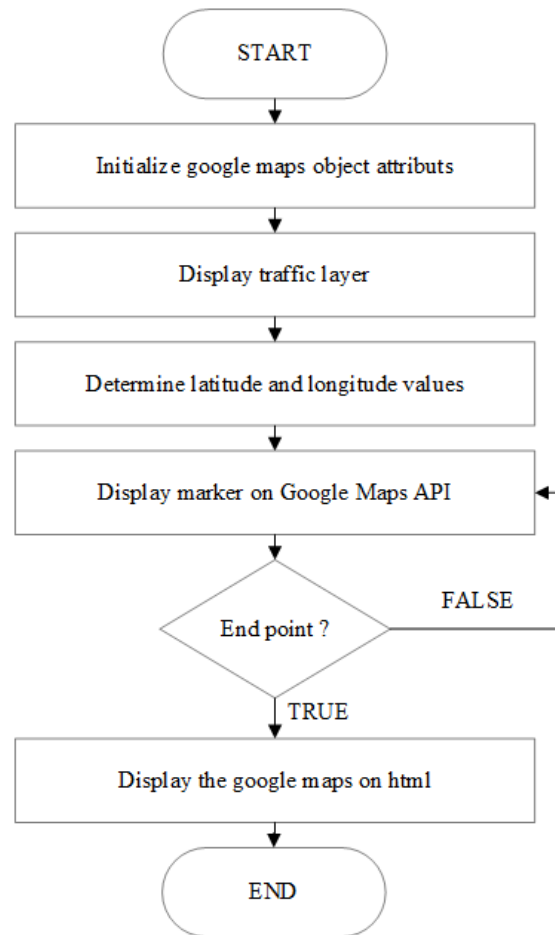 START
Initialize google maps object attributs
Display traffic layer
Determine latitude and longitude values
Display marker on Google Maps API
End point ?
FALSE
TRUE
Display the google maps on html
END